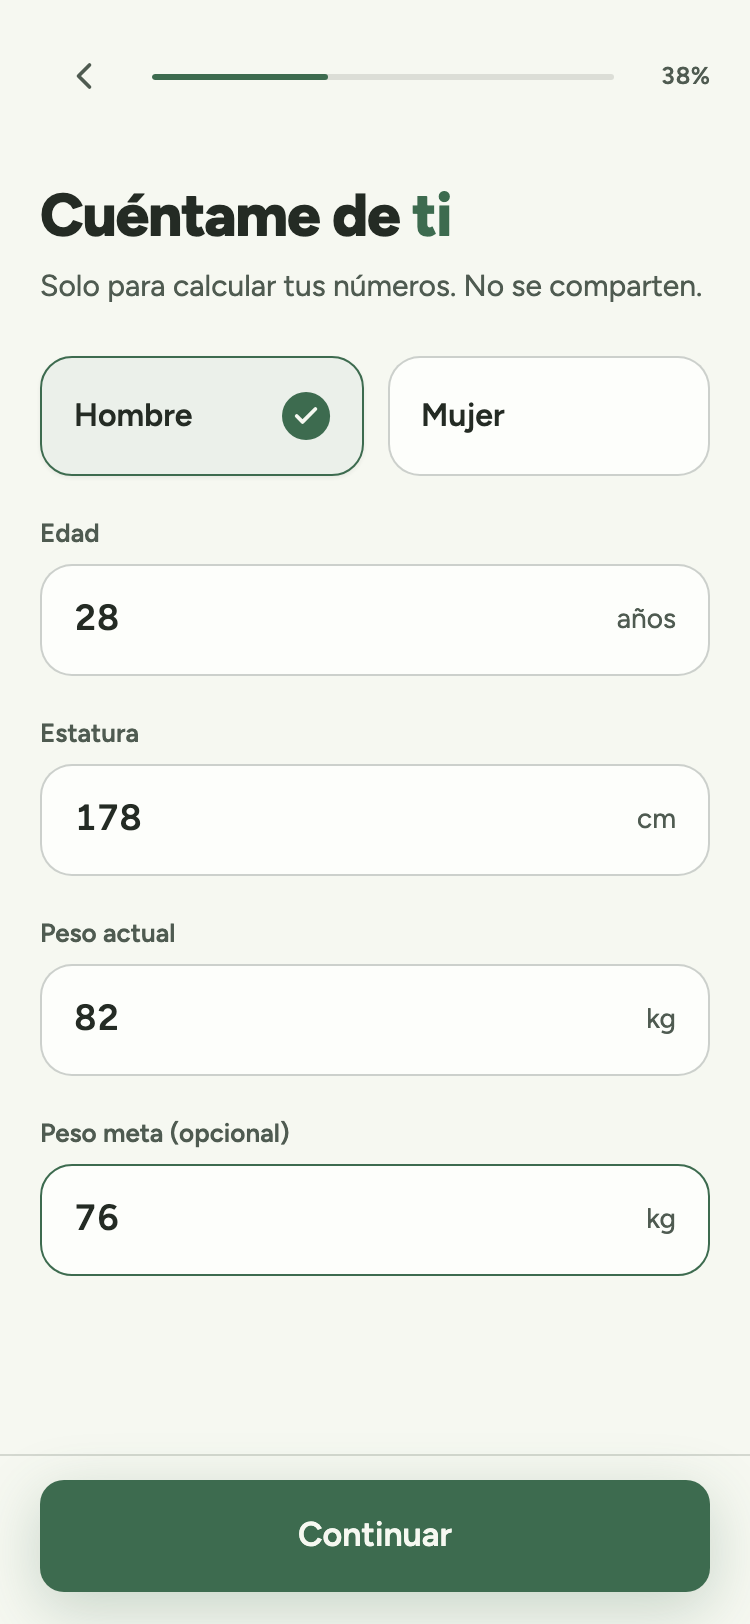 38%
Cuéntame de ti
Solo para calcular tus números. No se comparten.
Hombre
Mujer
Edad
28 años
Estatura
178 cm
Peso actual
82 kg
Peso meta (opcional)
76 kg
Continuar